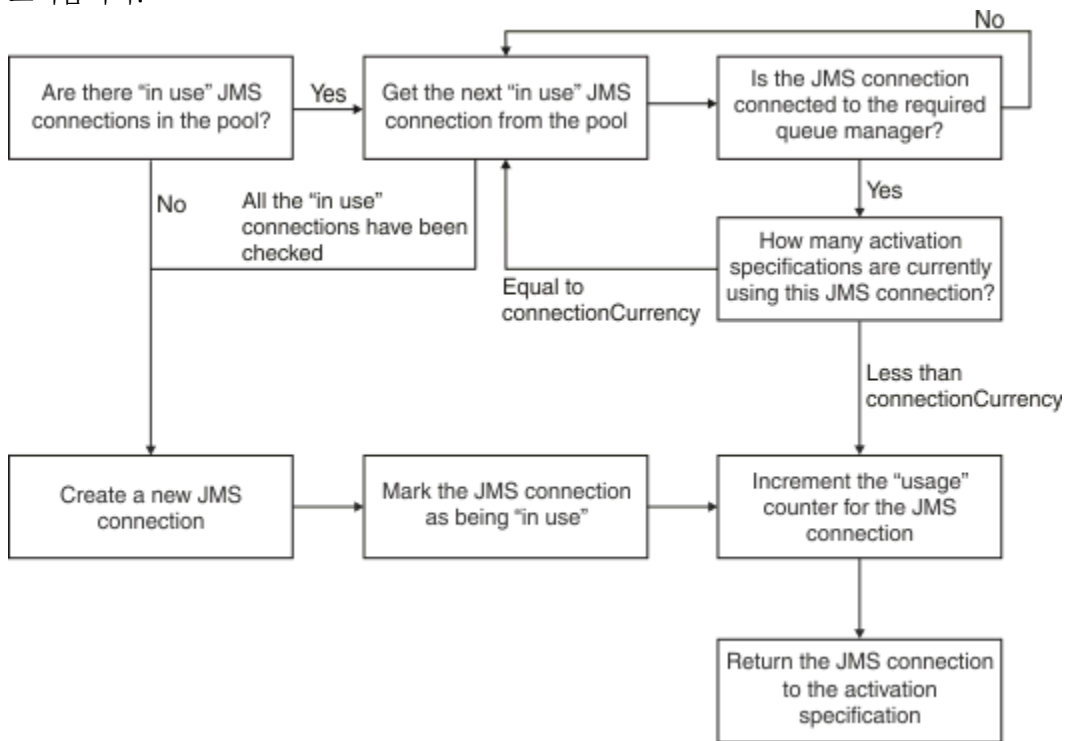 No
Are there “in use” JMS
connections in the pool?
Yes
Get the next “in use” JMS
connection from the pool
Is the JMS connection
connected to the required
queue manager?
No
All the “in use”
connections have been
checked
Yes
How many activation
specifications are currently
using this JMS connection?
Equal to
connectionCurrency
Less than
connectionCurrency
Create a new JMS
connection
Mark the JMS connection
as being “in use”
Increment the “usage”
counter for the JMS
connection
Return the JMS connection
to the activation
specification